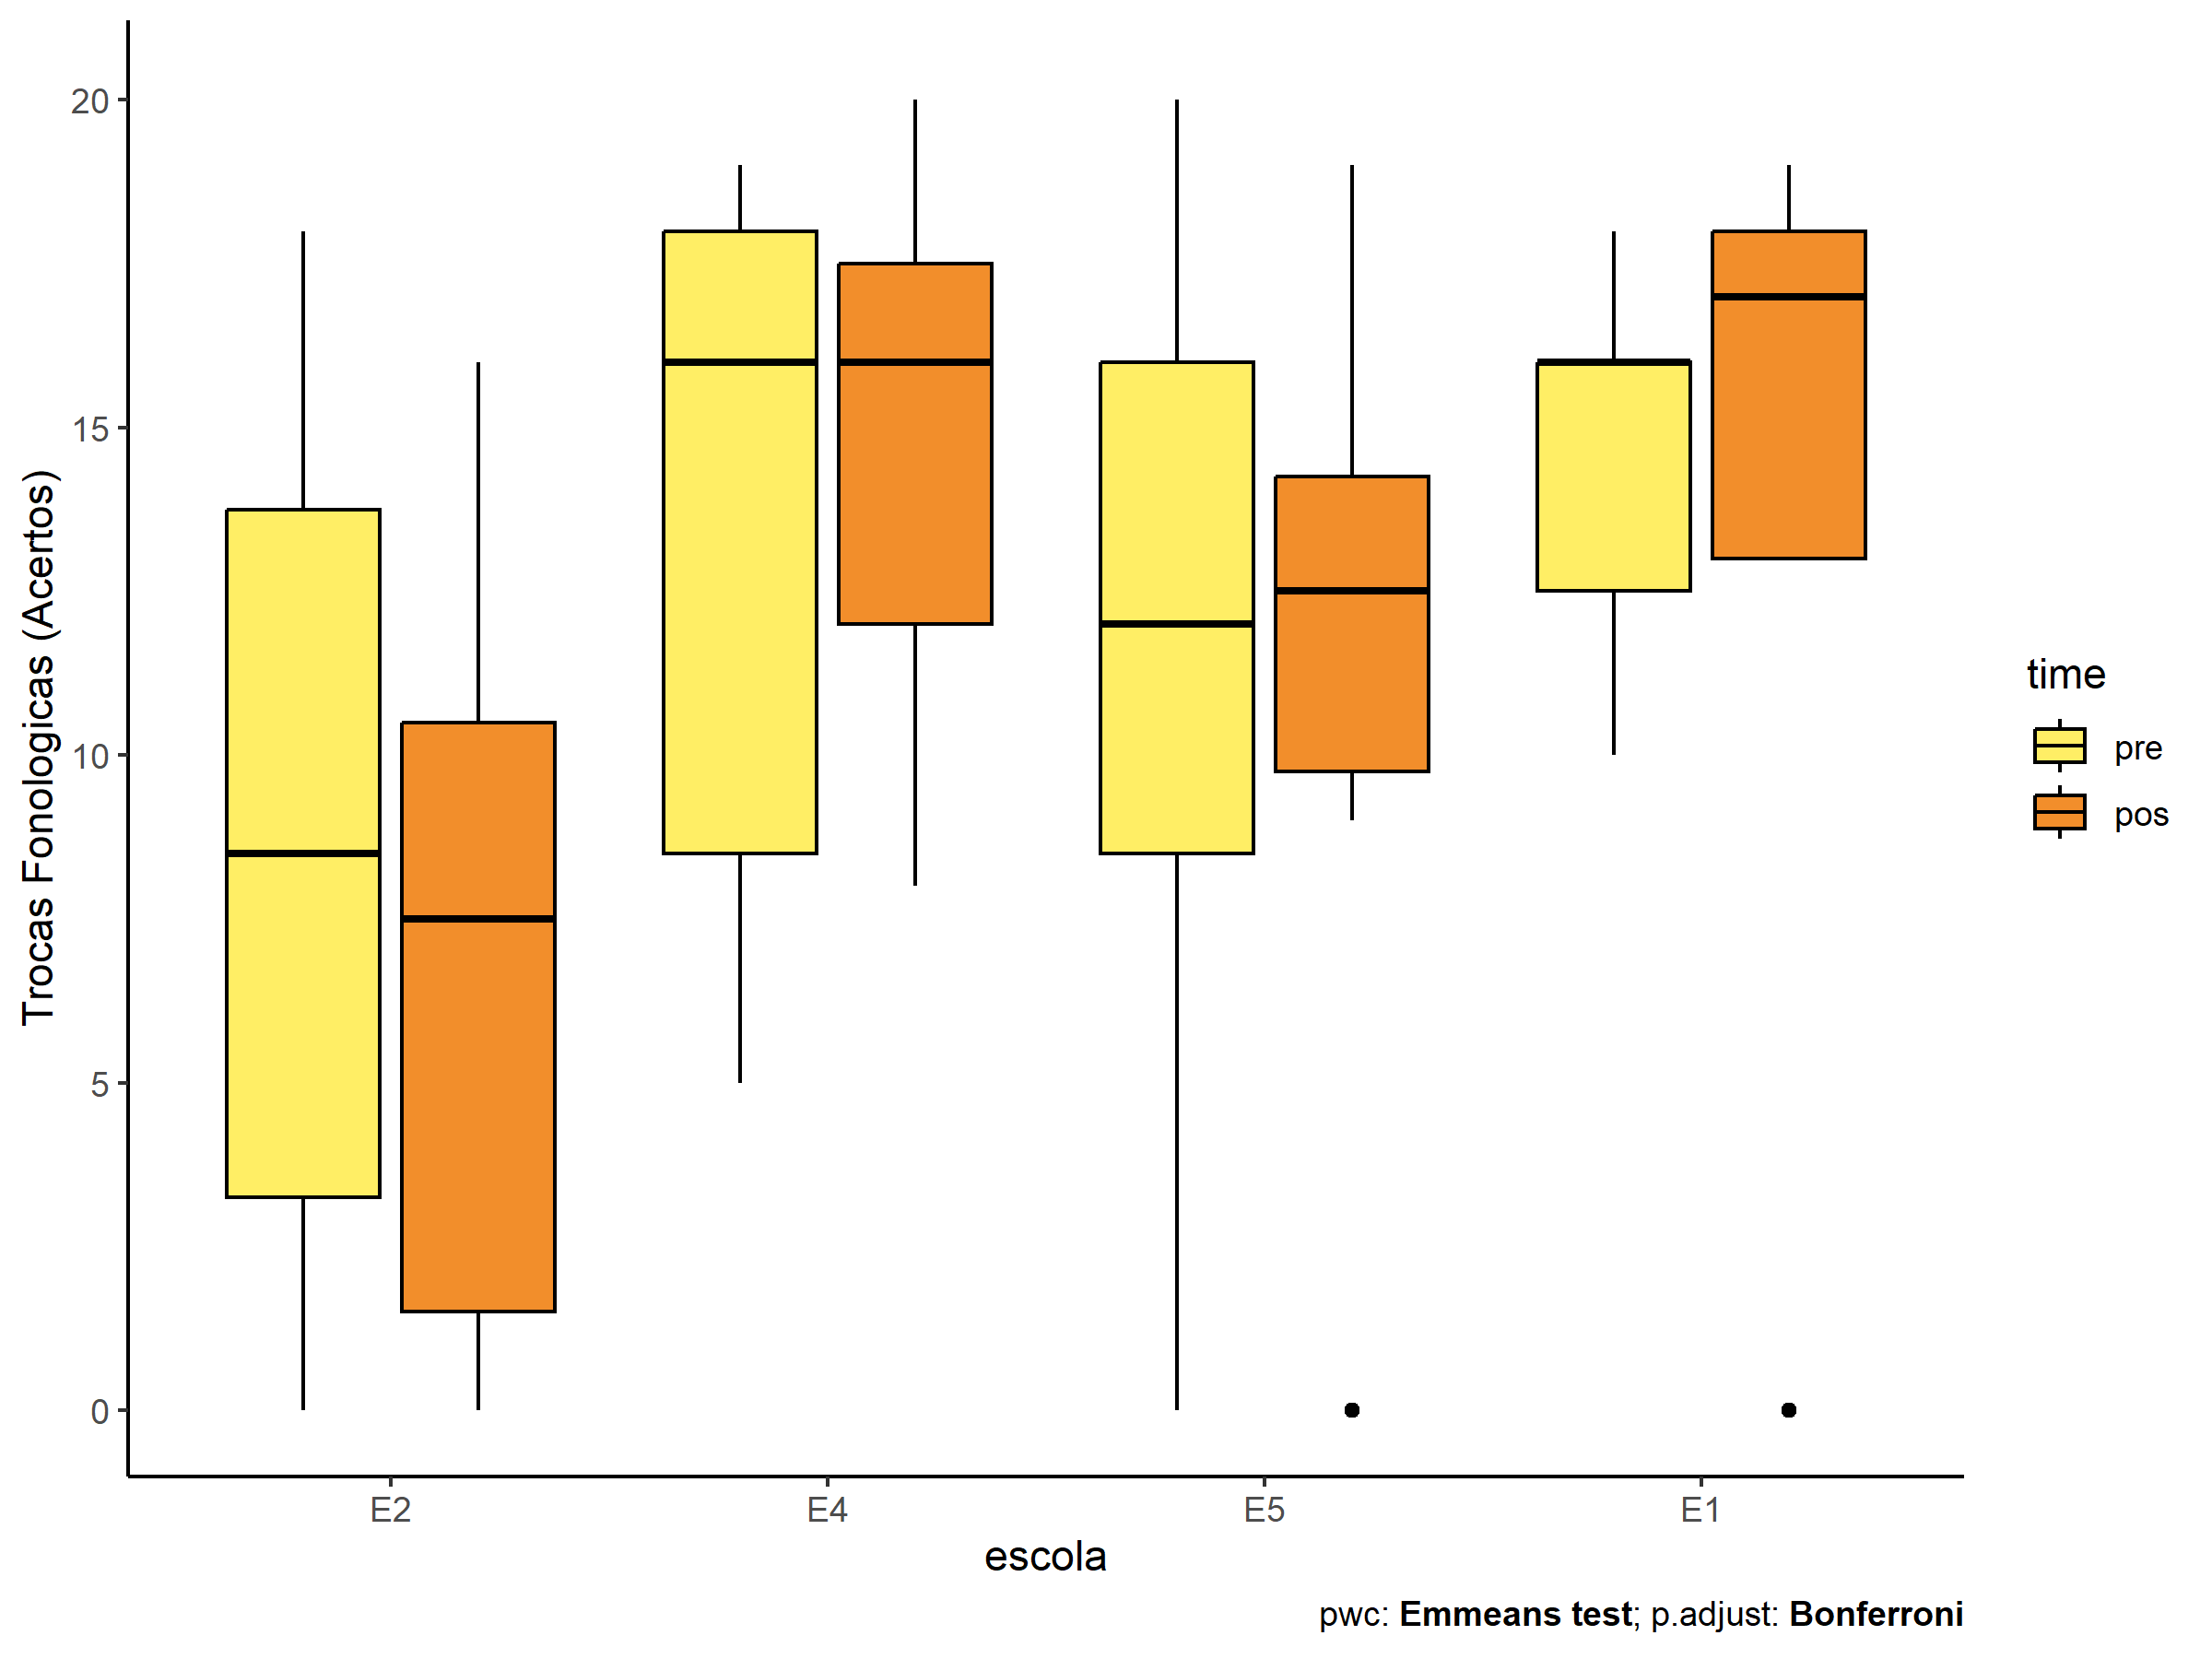 Trocas Fonologicas (Acertos)
20
15
10
5
0
E2
E4
E5
E1
escola
time
pre
pos
pwc: Emmeans test; p.adjust: Bonferroni